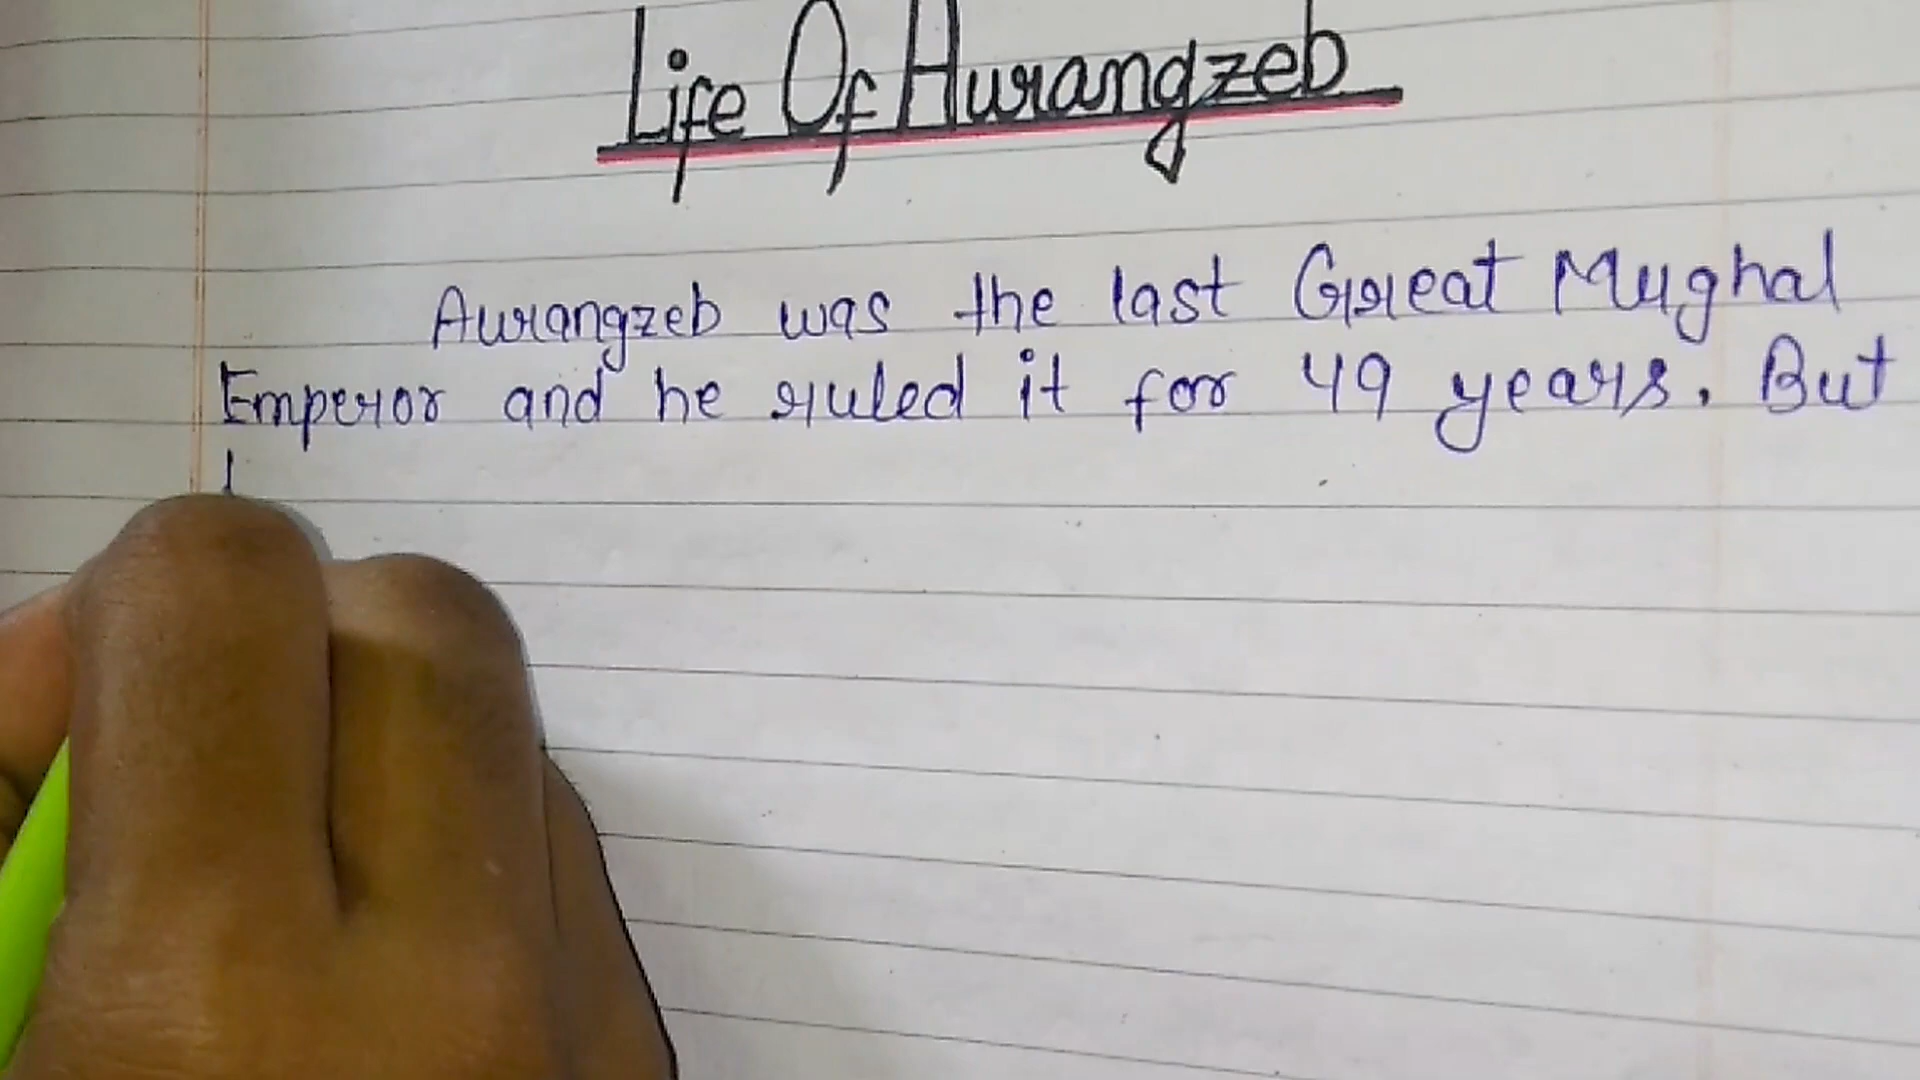 Life Of Aurangzeb
Aurangzeb was the last Great Mughal
Emperor and he ruled it for 49 years. But